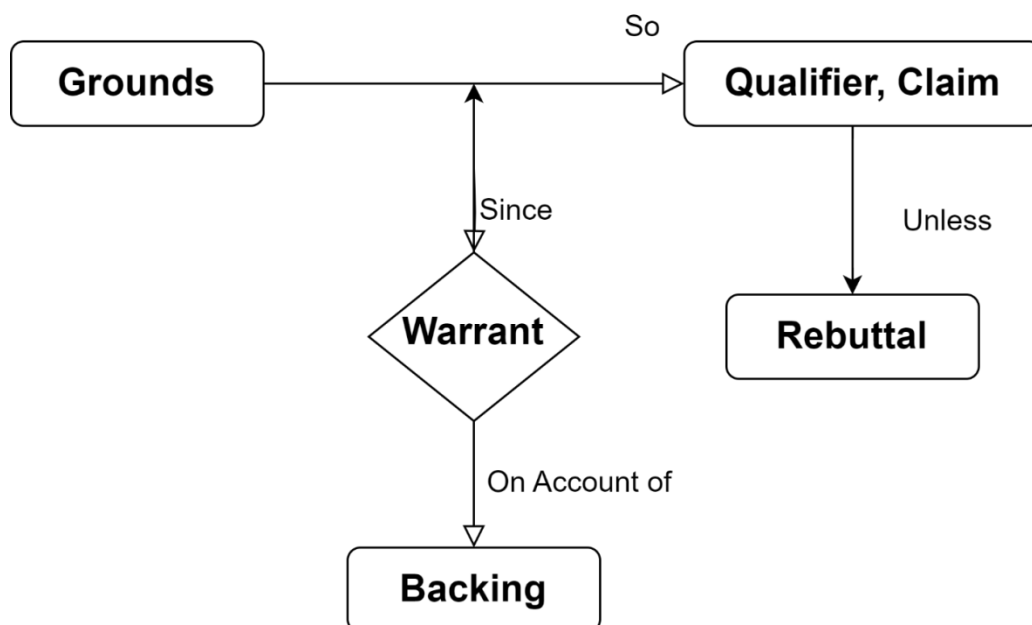 So
Grounds
Qualifier, Claim
Since
Unless
Warrant
Rebuttal
On Account of
Backing